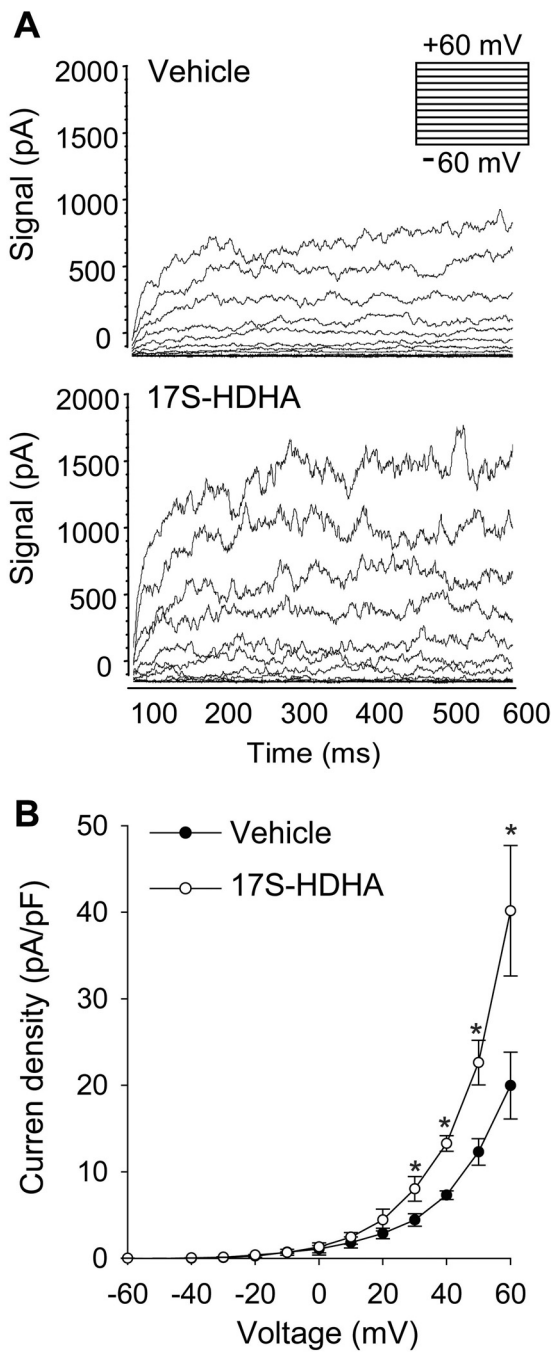 A
Vehicle
+60 mV
-60 mV
2000
1500
1000
500
0
Signal (pA)
17S-HDHA
2000
1500
1000
500
0
Signal (pA)
100 200 300 400 500 600
Time (ms)
B
Vehicle
17S-HDHA
50
40
30
20
10
0
Curren density (pA/pF)
* * * *
-60 -40 -20 0 20 40 60
Voltage (mV)